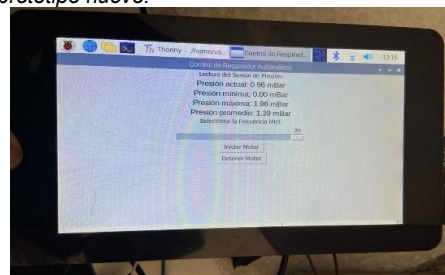 prototipo nuevo.
Thonny - /home/us...
Control de Respirad...
13:15
Control de Respirador Automático
Lectura del Sensor de Presión:
Presión actual: 0.96 mBar
Presión mínima: 0.00 mBar
Presión máxima: 1.98 mBar
Presión promedio: 1.39 mBar
Selecciona la frecuencia (Hz):
20
Iniciar Motor
Detener Motor